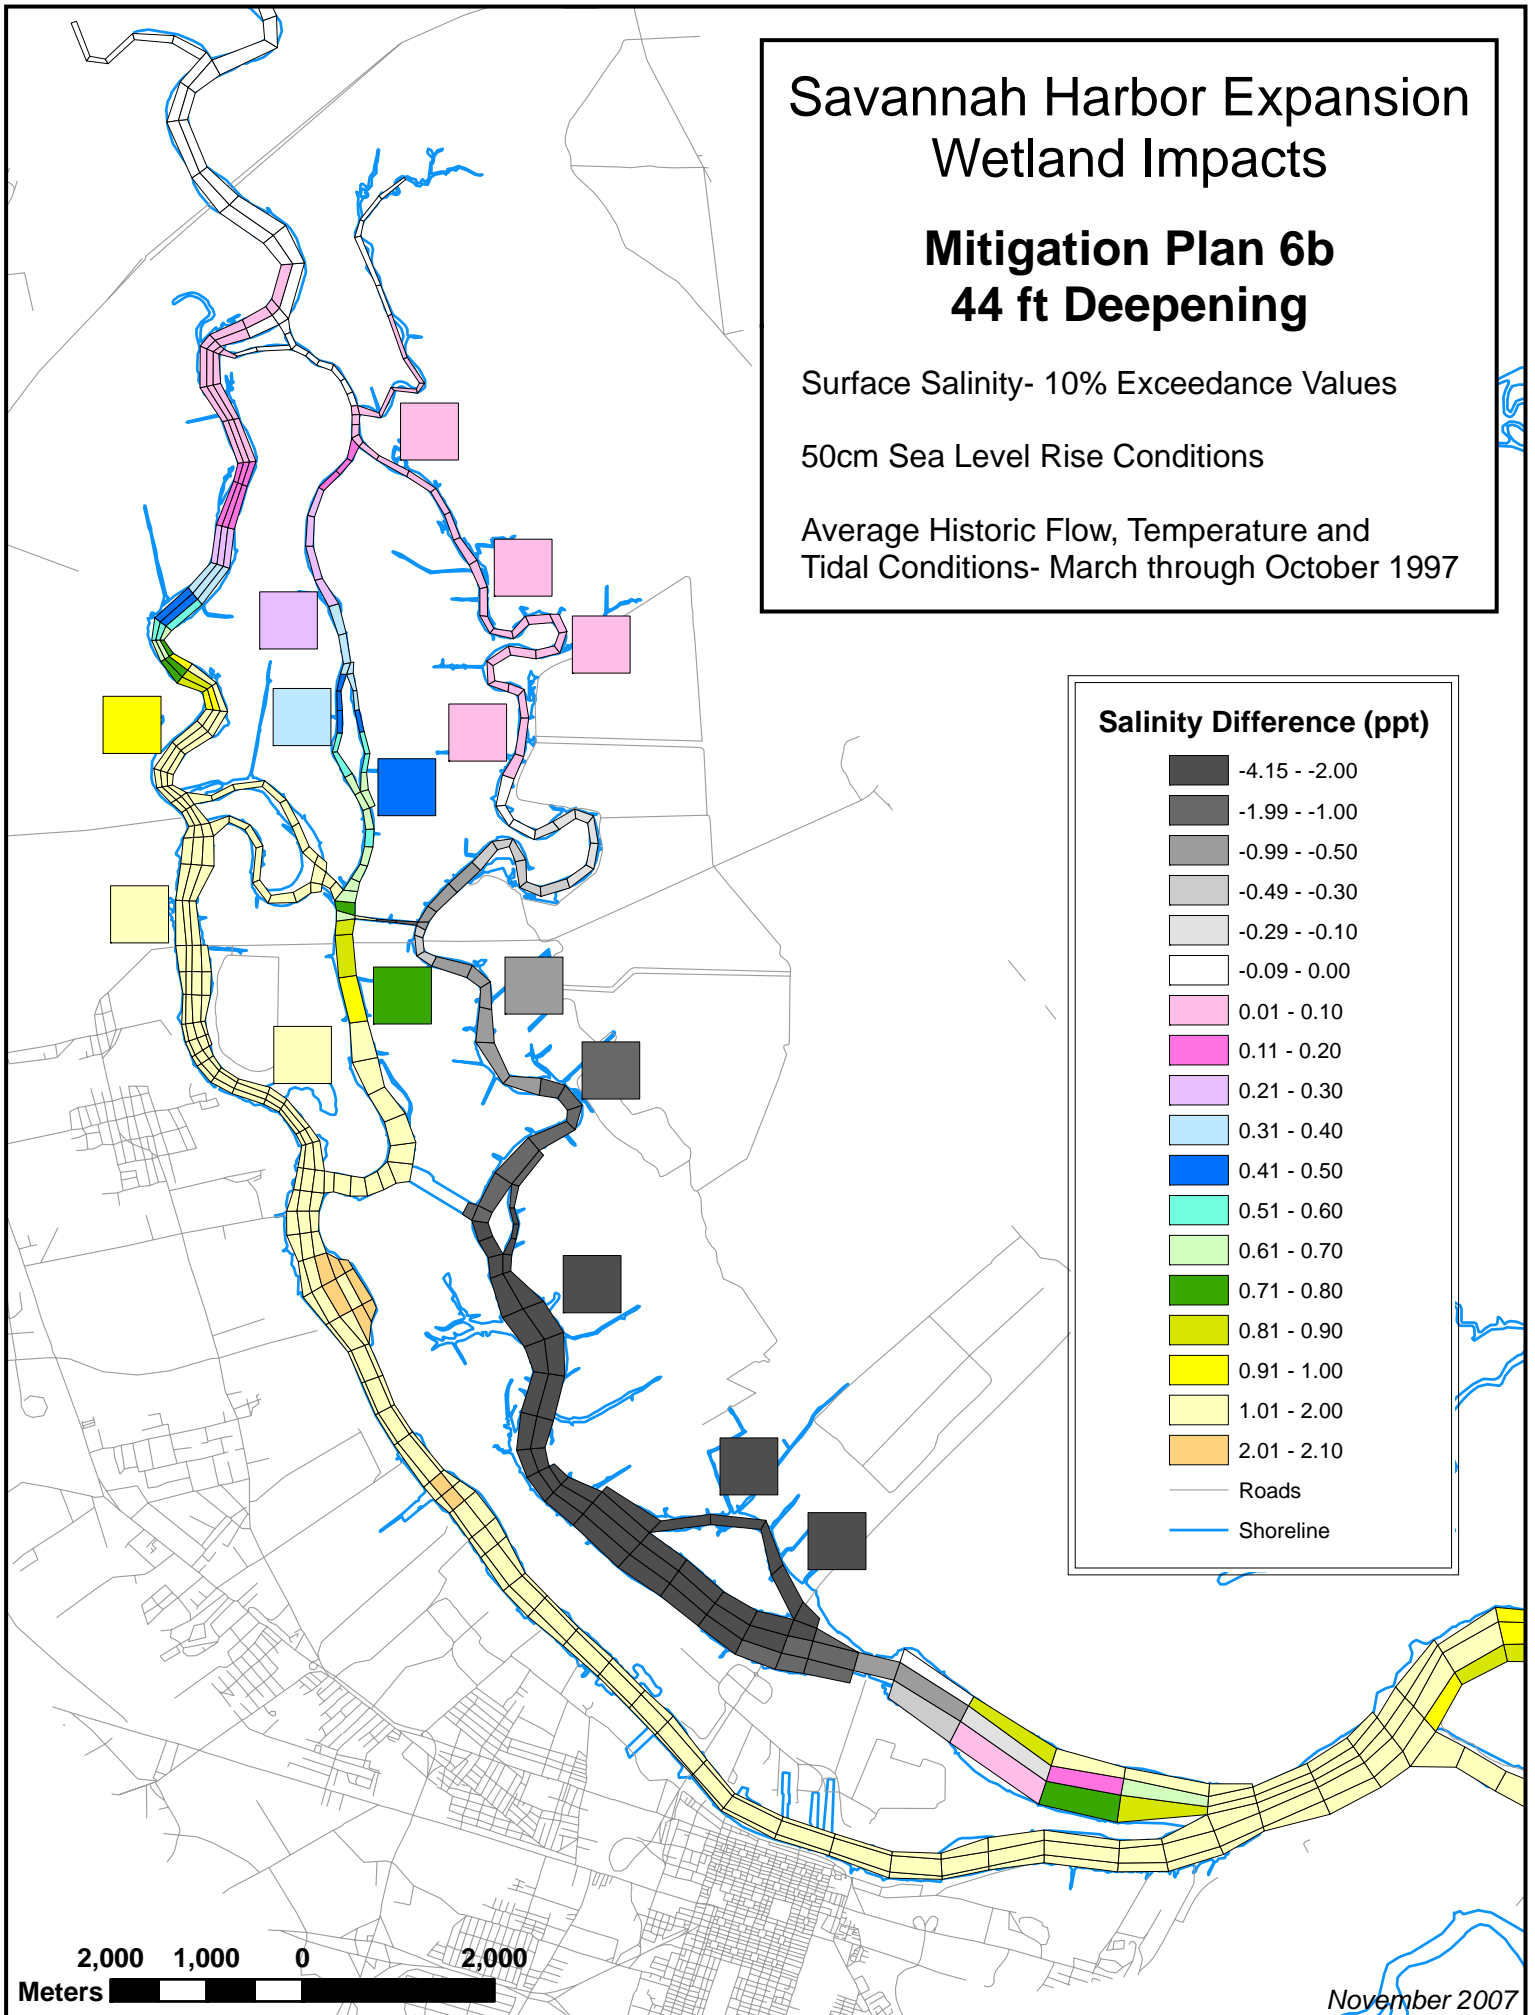 Savannah Harbor Expansion
Wetland Impacts
Mitigation Plan 6b
44 ft Deepening
Surface Salinity- 10% Exceedance Values
50cm Sea Level Rise Conditions
Average Historic Flow, Temperature and
Tidal Conditions- March through October 1997
Salinity Difference (ppt)
-4.15 - -2.00
-1.99 - -1.00
-0.99 - -0.50
-0.49 - -0.30
-0.29 - -0.10
-0.09 - 0.00
0.01 - 0.10
0.11 - 0.20
0.21 - 0.30
0.31 - 0.40
0.41 - 0.50
0.51 - 0.60
0.61 - 0.70
0.71 - 0.80
0.81 - 0.90
0.91 - 1.00
1.01 - 2.00
2.01 - 2.10
Roads
Shoreline
2,000 1,000 0 2,000
Meters
November 2007